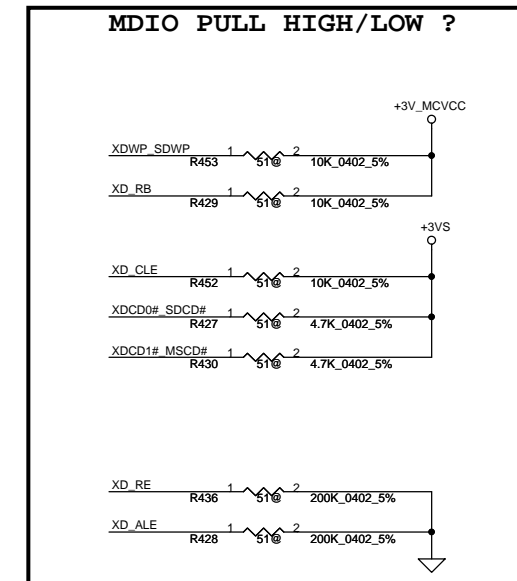 MDIO PULL HIGH/LOW ?
+3V_MCVCC
XDWP_SDWP 1 2
R453 51@ 10K_0402_5%
XD_RB 1 2
R429 51@ 10K_0402_5%
+3VS
XD_CLE 1 2
R452 51@ 10K_0402_5%
XDCD0#_SDCD# 1 2
R427 51@ 4.7K_0402_5%
XDCD1#_MSCD# 1 2
R430 51@ 4.7K_0402_5%
XD_RE 1 2
R436 51@ 200K_0402_5%
XD_ALE 1 2
R428 51@ 200K_0402_5%